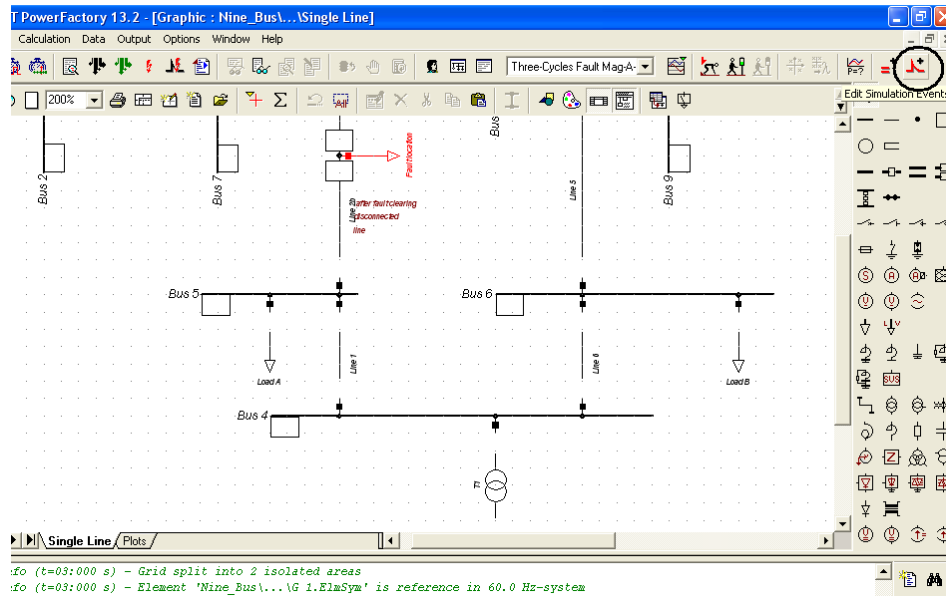 T PowerFactory 13.2 - [Graphic : Nine_Bus\...\Single Line]
Calculation Data Output Options Window Help
Three-Cycles Fault Mag-A-
200%
Edit Simulation Events
Bus 2
Bus 7
Fault location
Line 2b
after fault clearing
disconnected
line
Bus
Line 5
Bus 9
Bus 5
Bus 6
Load A
Line 1
Line 6
Load B
Bus 4
Single Line
Plots
SVS
fo (t=03:000 s) - Grid split into 2 isolated areas
fo (t=03:000 s) - Element 'Nine_Bus\...\G 1.ElmSym' is reference in 60.0 Hz-system